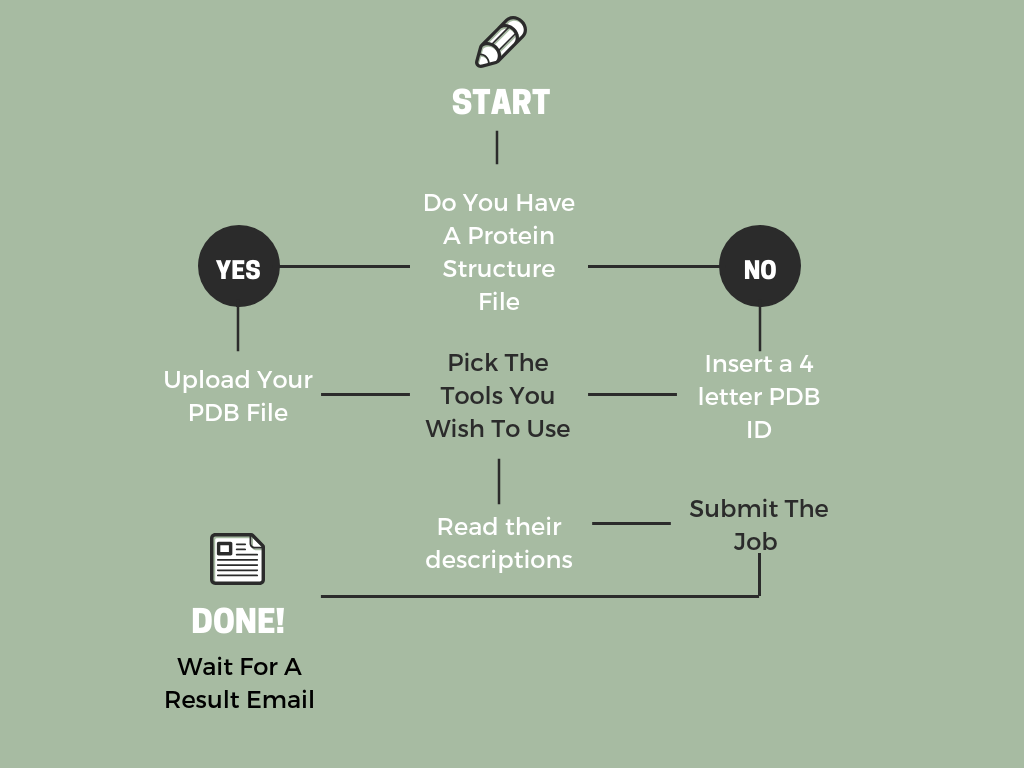 START
Do You Have
A Protein
Structure
File
YES
NO
Upload Your
PDB File
Pick The
Tools You
Wish To Use
Insert a 4
letter PDB
ID
Read their
descriptions
Submit The
Job
DONE!
Wait For A
Result Email